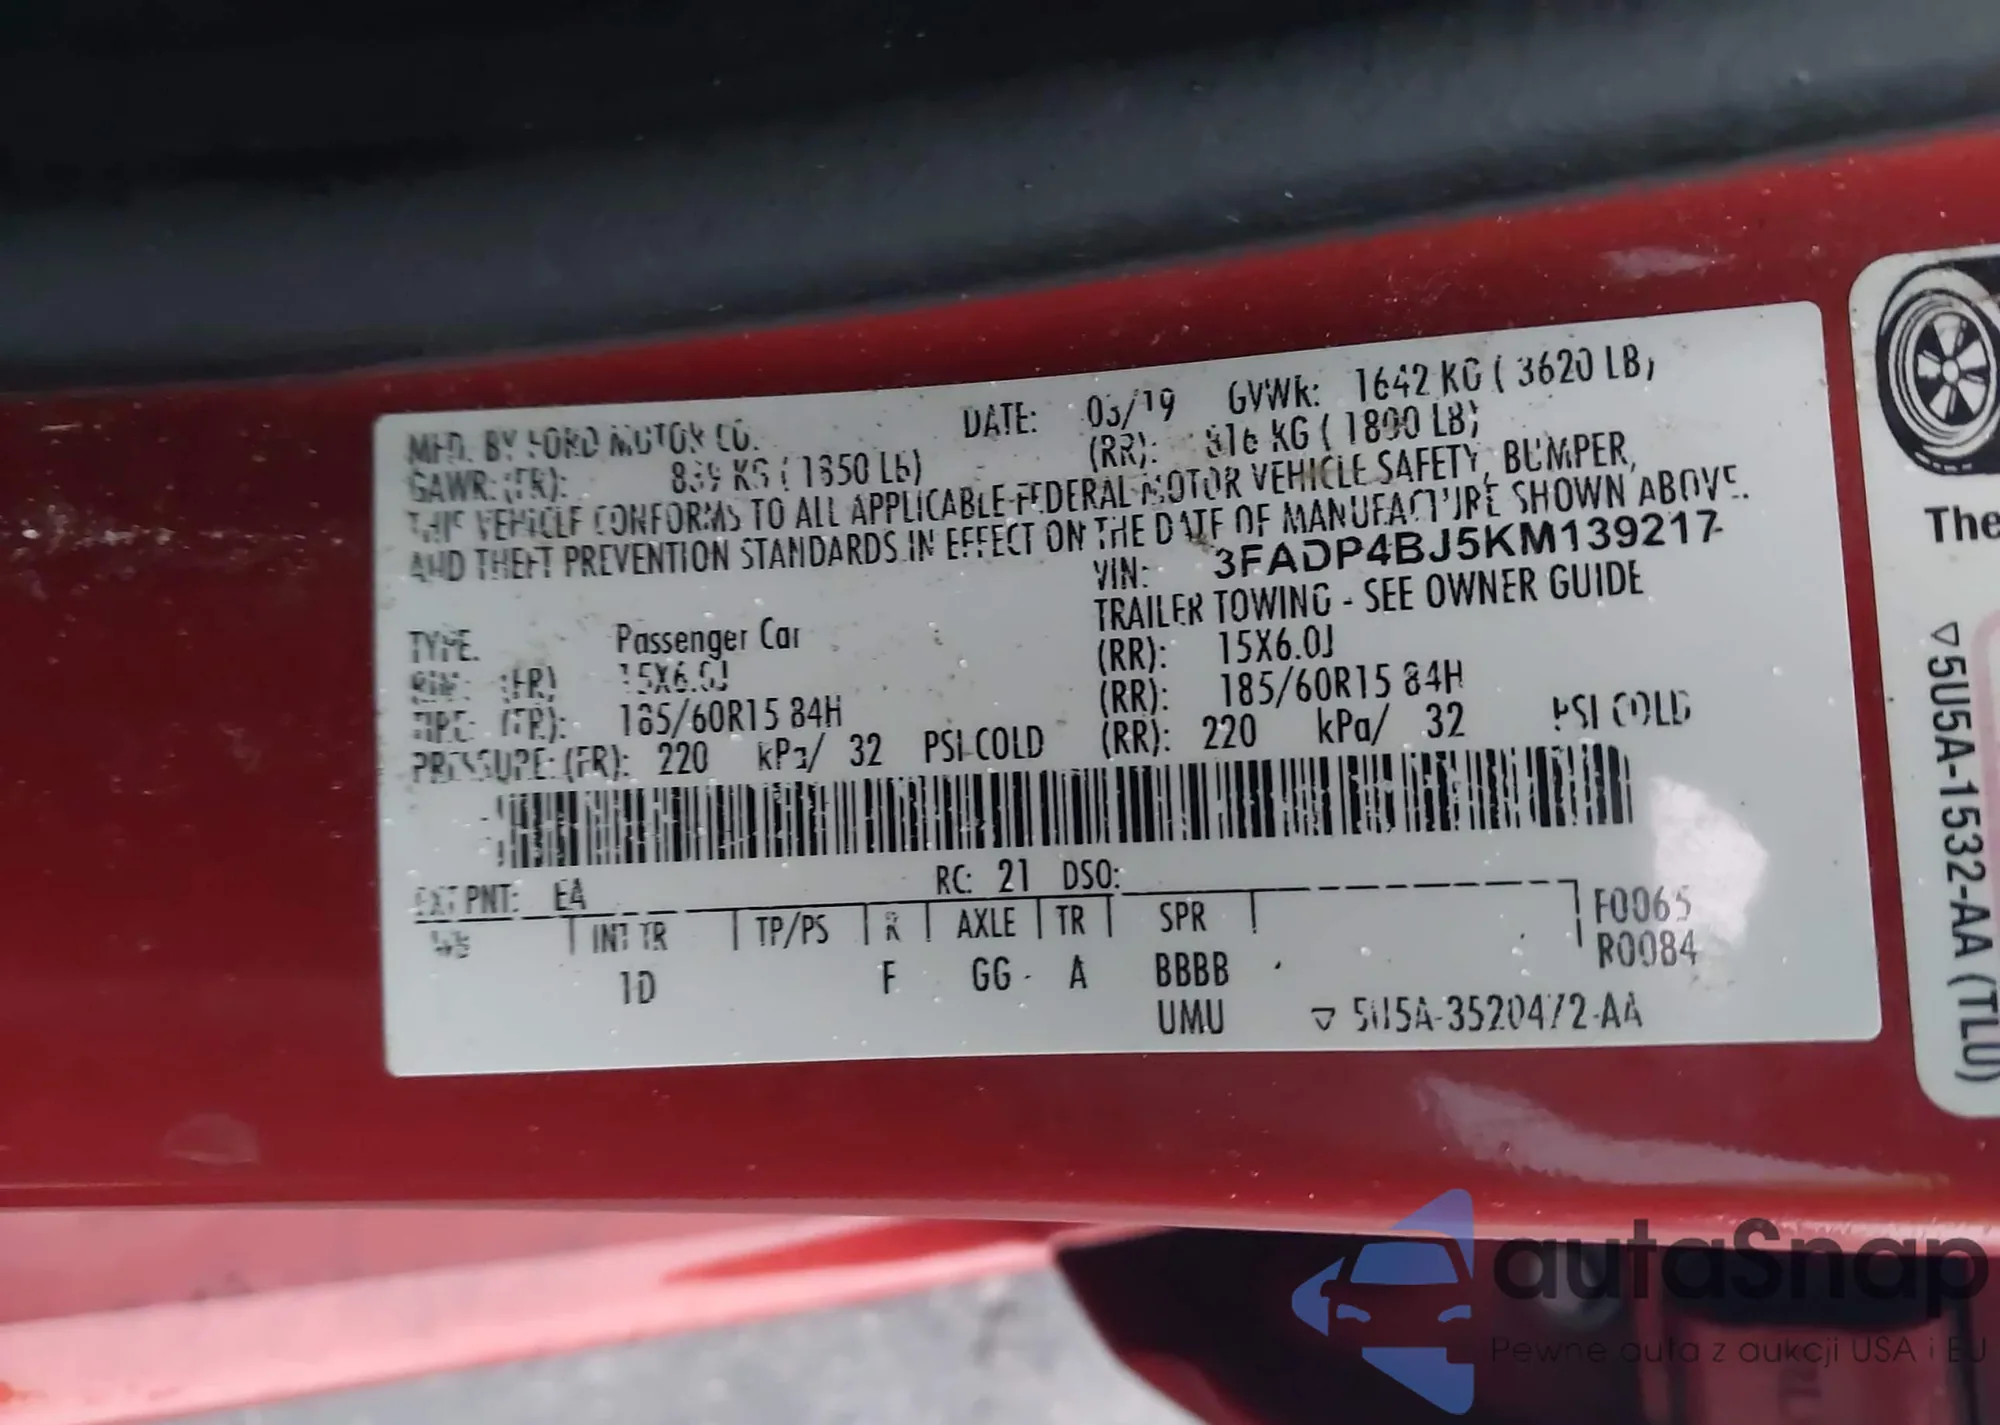 MFD. BY FORD MOTOR CO. DATE: 03/19 GVWR: 1642 KG ( 3620 LB)
GAWR: (FR): 839 KG ( 1850 LB) (RR): 816 KG ( 1800 LB)
THIS VEHICLE CONFORMS TO ALL APPLICABLE FEDERAL MOTOR VEHICLE SAFETY, BUMPER,
AND THEFT PREVENTION STANDARDS IN EFFECT ON THE DATE OF MANUFACTURE SHOWN ABOVE.
VIN: 3FADP4BJ5KM139217
TYPE: Passenger Car TRAILER TOWING - SEE OWNER GUIDE
RIM: (FR) 15X6.0J (RR): 15X6.0J
TIRE: (FR): 185/60R15 84H (RR): 185/60R15 84H
PRESSURE: (FR): 220 kPa/ 32 PSI COLD (RR): 220 kPa/ 32 PSI COLD
EXT PNT: EA RC: 21 DSO:
INT TR TP/PS R AXLE TR SPR F0065
1D F GG A BBBB R0084
UMU ▽ 5U5A-3520472-AA
The
▽5U5A-1532-AA (TLU)
autaSnap
Pewne auta z aukcji USA i EU